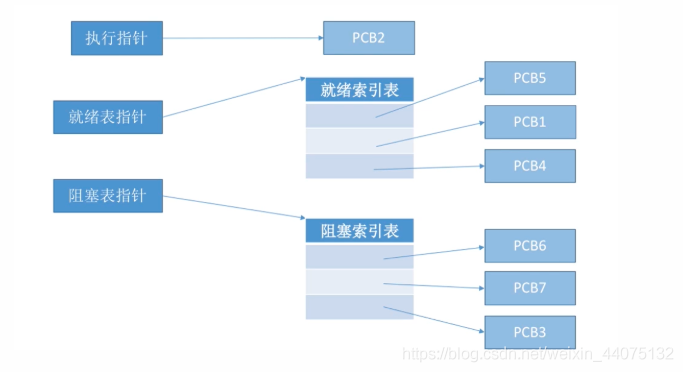 执行指针
PCB2
就绪索引表
PCB5
就绪表指针
PCB1
PCB4
阻塞表指针
阻塞索引表
PCB6
PCB7
PCB3
https://blog.csdn.net/weixin_44075132